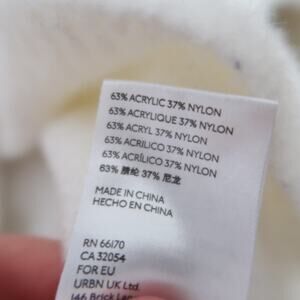 63% ACRYLIC 37% NYLON
63% ACRYLIQUE 37% NYLON
63% ACRYL 37% NYLON
63% ACRILICO 37% NYLON
63% ACRÍLICO 37% NYLON
63% 腈纶 37% 尼龙
MADE IN CHINA
HECHO EN CHINA
RN 66170
CA 32054
FOR EU
URBN UK Ltd.
146 Brick